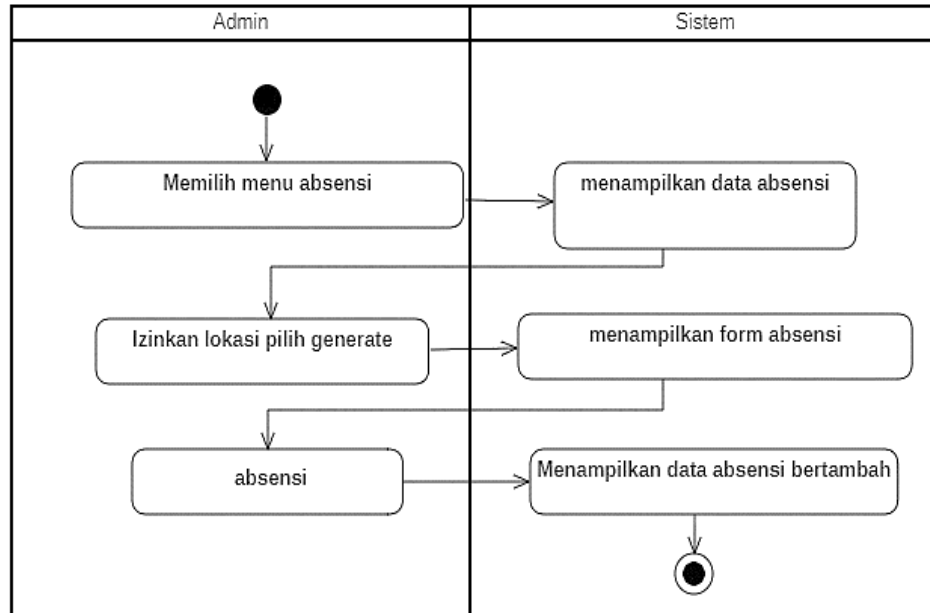 Admin
Sistem
Memilih menu absensi
menampilkan data absensi
Izinkan lokasi pilih generate
menampilkan form absensi
absensi
Menampilkan data absensi bertambah